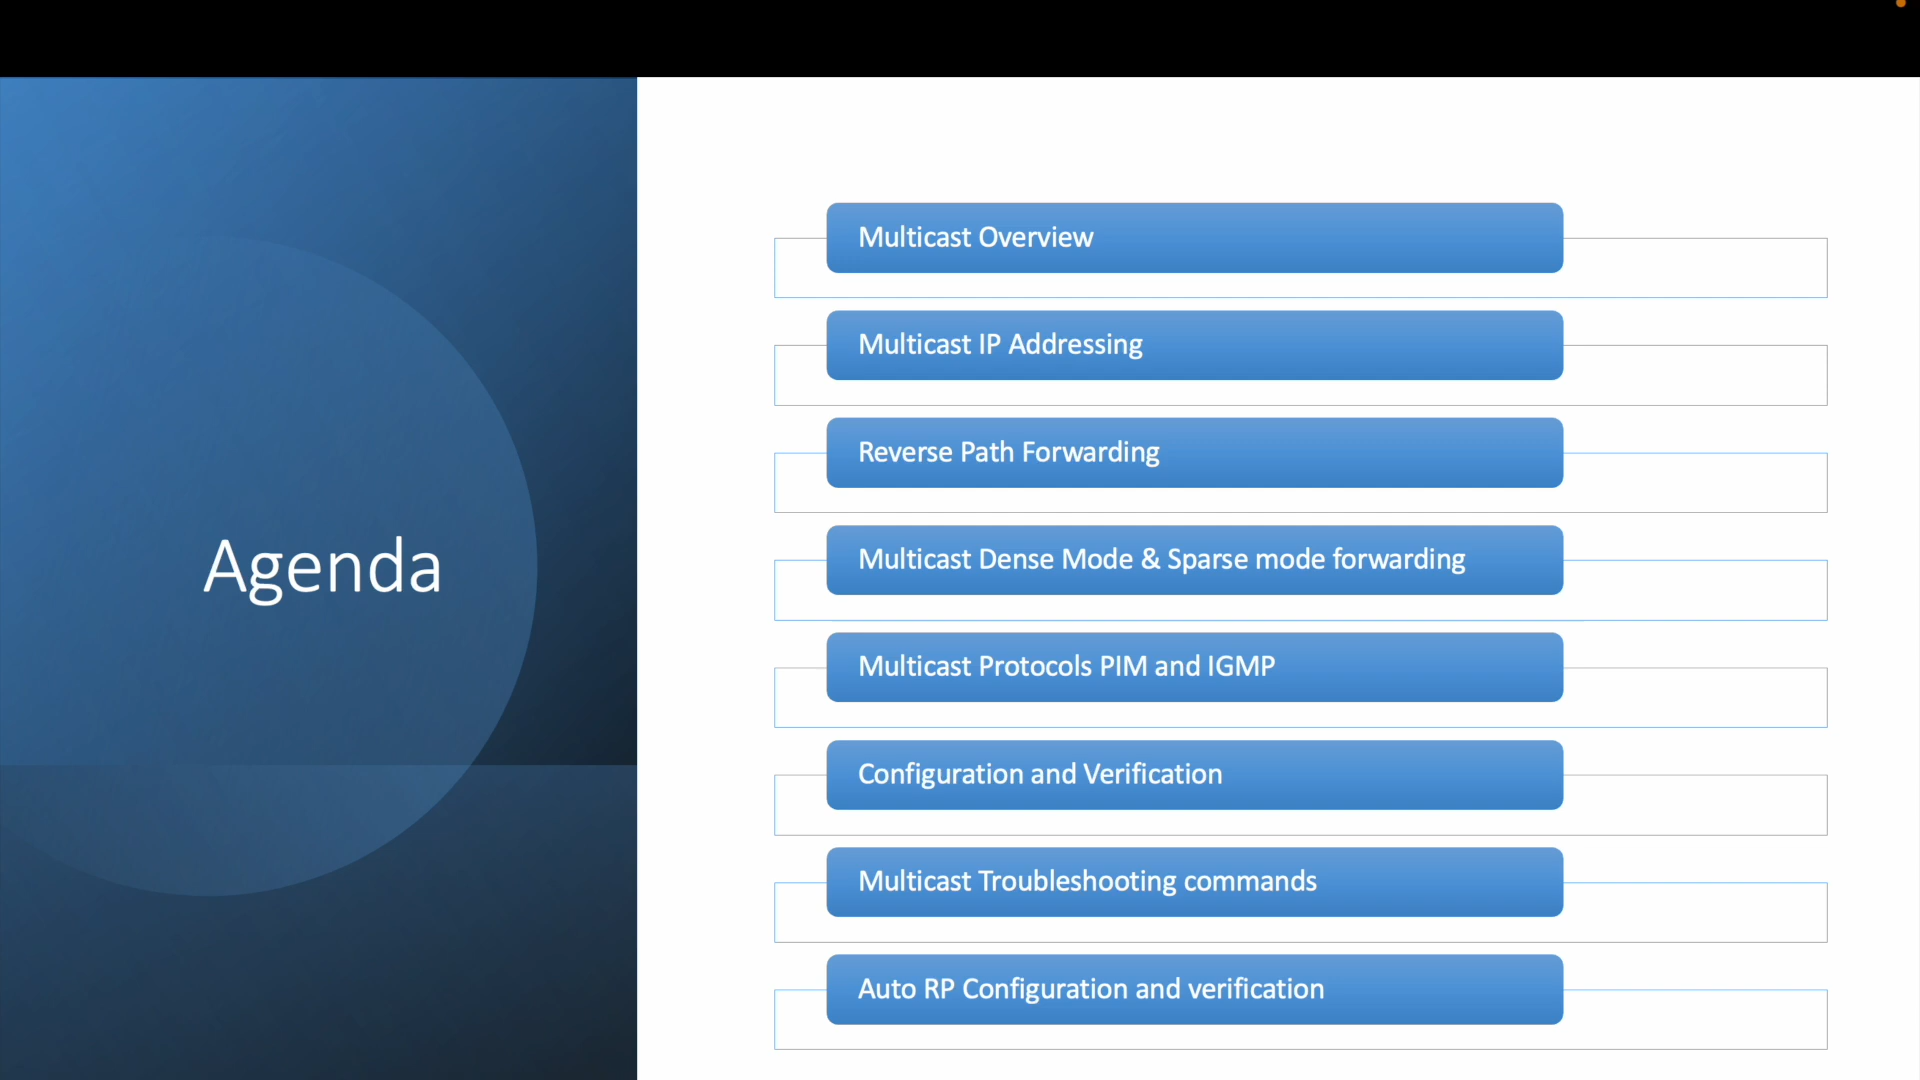 Agenda
Multicast Overview
Multicast IP Addressing
Reverse Path Forwarding
Multicast Dense Mode & Sparse mode forwarding
Multicast Protocols PIM and IGMP
Configuration and Verification
Multicast Troubleshooting commands
Auto RP Configuration and verification